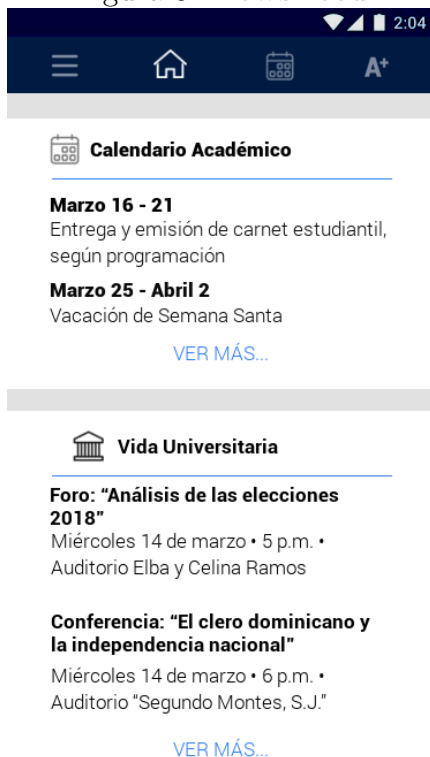 2:04
A+
Calendario Académico
Marzo 16 - 21
Entrega y emisión de carnet estudiantil,
según programación
Marzo 25 - Abril 2
Vacación de Semana Santa
VER MÁS...
Vida Universitaria
Foro: “Análisis de las elecciones
2018”
Miércoles 14 de marzo • 5 p.m. •
Auditorio Elba y Celina Ramos
Conferencia: “El clero dominicano y
la independencia nacional”
Miércoles 14 de marzo • 6 p.m. •
Auditorio “Segundo Montes, S.J.”
VER MÁS...